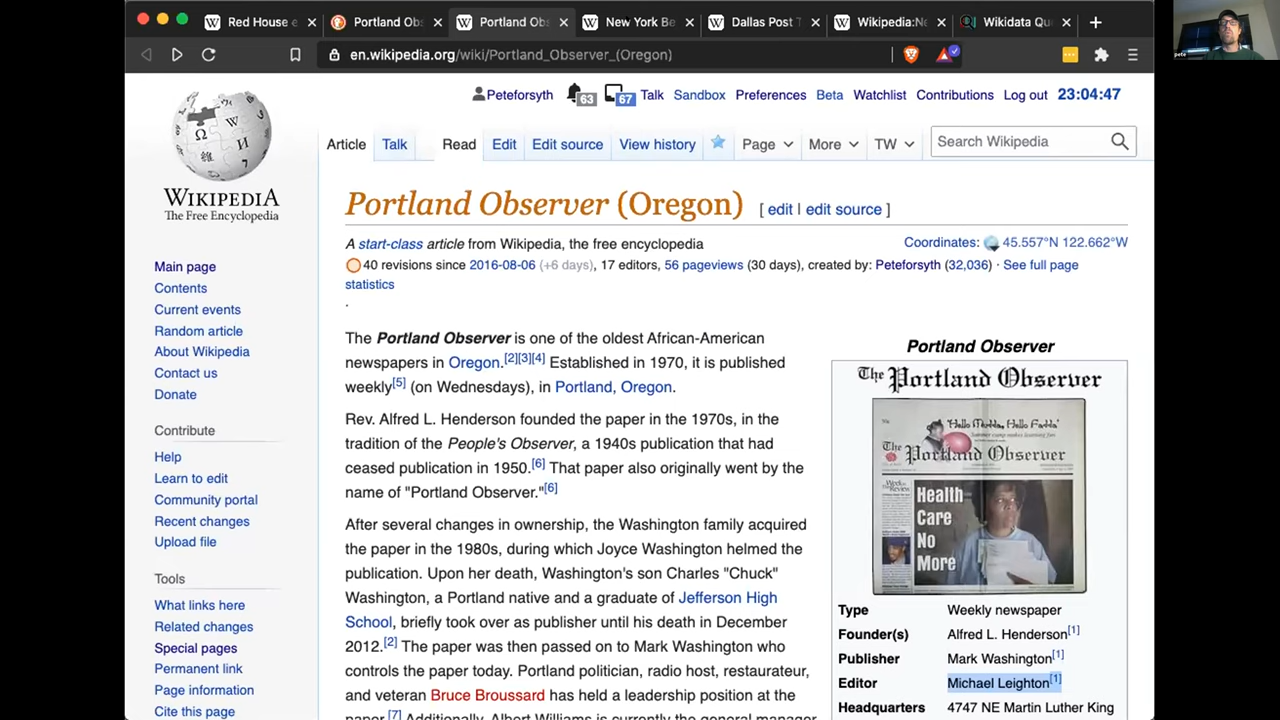 Red House e
Portland Obs
Portland Obs
New York Be
Dallas Post T
Wikipedia:Ne
Wikidata Qu
en.wikipedia.org/wiki/Portland_Observer_(Oregon)
pete
Peteforsyth 63 67 Talk Sandbox Preferences Beta Watchlist Contributions Log out 23:04:47
Article Talk Read Edit Edit source View history Page More TW Search Wikipedia
WIKIPEDIA
The Free Encyclopedia
Main page
Contents
Current events
Random article
About Wikipedia
Contact us
Donate
Contribute
Help
Learn to edit
Community portal
Recent changes
Upload file
Tools
What links here
Related changes
Special pages
Permanent link
Page information
Cite this page
Portland Observer (Oregon) [ edit | edit source ]
A start-class article from Wikipedia, the free encyclopedia
Coordinates: 45.557°N 122.662°W
40 revisions since 2016-08-06 (+6 days), 17 editors, 56 pageviews (30 days), created by: Peteforsyth (32,036) · See full page
statistics
.
The Portland Observer is one of the oldest African-American
newspapers in Oregon.[2][3][4] Established in 1970, it is published
weekly[5] (on Wednesdays), in Portland, Oregon.
Rev. Alfred L. Henderson founded the paper in the 1970s, in the
tradition of the People's Observer, a 1940s publication that had
ceased publication in 1950.[6] That paper also originally went by the
name of "Portland Observer."[6]
After several changes in ownership, the Washington family acquired
the paper in the 1980s, during which Joyce Washington helmed the
publication. Upon her death, Washington's son Charles "Chuck"
Washington, a Portland native and a graduate of Jefferson High
School, briefly took over as publisher until his death in December
2012.[2] The paper was then passed on to Mark Washington who
controls the paper today. Portland politician, radio host, restaurateur,
and veteran Bruce Broussard has held a leadership position at the
paper.[7] Additionally, Albert Williams is currently the general manager
Portland Observer
The Portland Observer
'Hello Mudda, Hello Fadda'
The Portland Observer
Health
Care
No
More
Type Weekly newspaper
Founder(s) Alfred L. Henderson[1]
Publisher Mark Washington[1]
Editor Michael Leighton[1]
Headquarters 4747 NE Martin Luther King